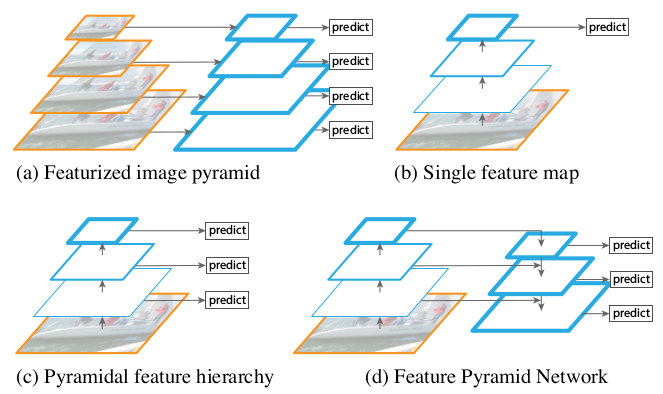 predict
predict
predict
predict
(a) Featurized image pyramid
predict
(b) Single feature map
predict
predict
predict
(c) Pyramidal feature hierarchy
predict
predict
predict
(d) Feature Pyramid Network